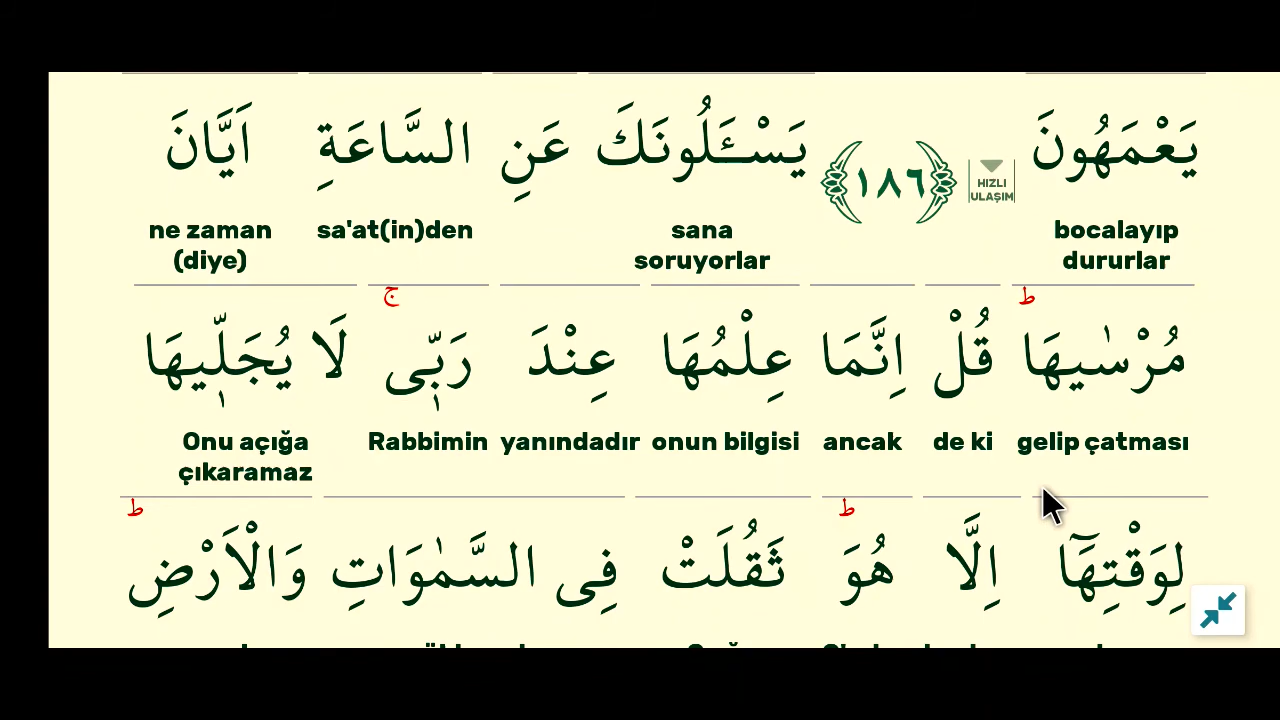 يَعْمَهُونَ ﴿١٨٦﴾ يَسْـَٔلُونَكَ عَنِ السَّاعَةِ اَيَّانَ
HIZLI
ULAŞIM
bocalayıp dururlar sana soruyorlar sa'at(in)den ne zaman (diye)
مُرْسٰيهَاۜ قُلْ اِنَّمَا عِلْمُهَا عِنْدَ رَبّ۪ىۚ لَا يُجَلّ۪يهَا
gelip çatması de ki ancak onun bilgisi yanındadır Rabbimin Onu açığa çıkaramaz
لِوَقْتِهَٓا اِلَّا هُوَۜ ثَقُلَتْ فِى السَّمٰوَاتِ وَالْاَرْضِۜ